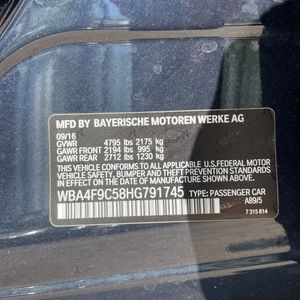 MFD BY BAYERISCHE MOTOREN WERKE AG
09/16
GVWR 4795 lbs 2175 kg
GAWR FRONT 2194 lbs 995 kg
GAWR REAR 2712 lbs 1230 kg
THIS VEHICLE CONFORMS TO ALL APPLICABLE
U.S. FEDERAL MOTOR VEHICLE SAFETY, BUMPER,
AND THEFT PREVENTION STANDARDS IN EFFECT
ON THE DATE OF MANUFACTURE SHOWN ABOVE.
WBA4F9C58HG791745 TYPE: PASSENGER CAR
A89/5
7 315 814